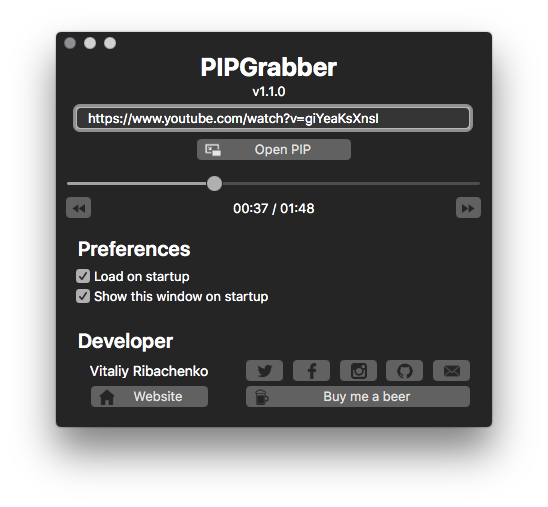 PIPGrabber
v1.1.0
https://www.youtube.com/watch?v=giYeaKsXnsI
Open PIP
00:37 / 01:48
Preferences
Load on startup
Show this window on startup
Developer
Vitaliy Ribachenko
Website
Buy me a beer